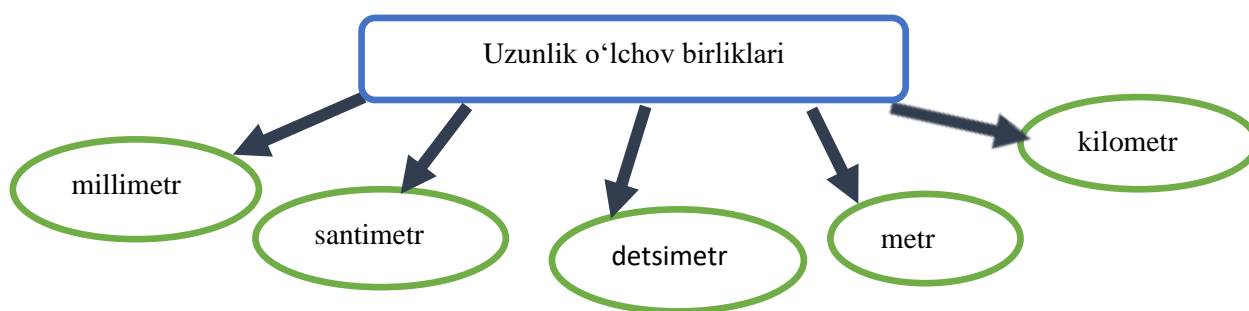 Uzunlik o‘lchov birliklari
millimetr
santimetr
detsimetr
metr
kilometr